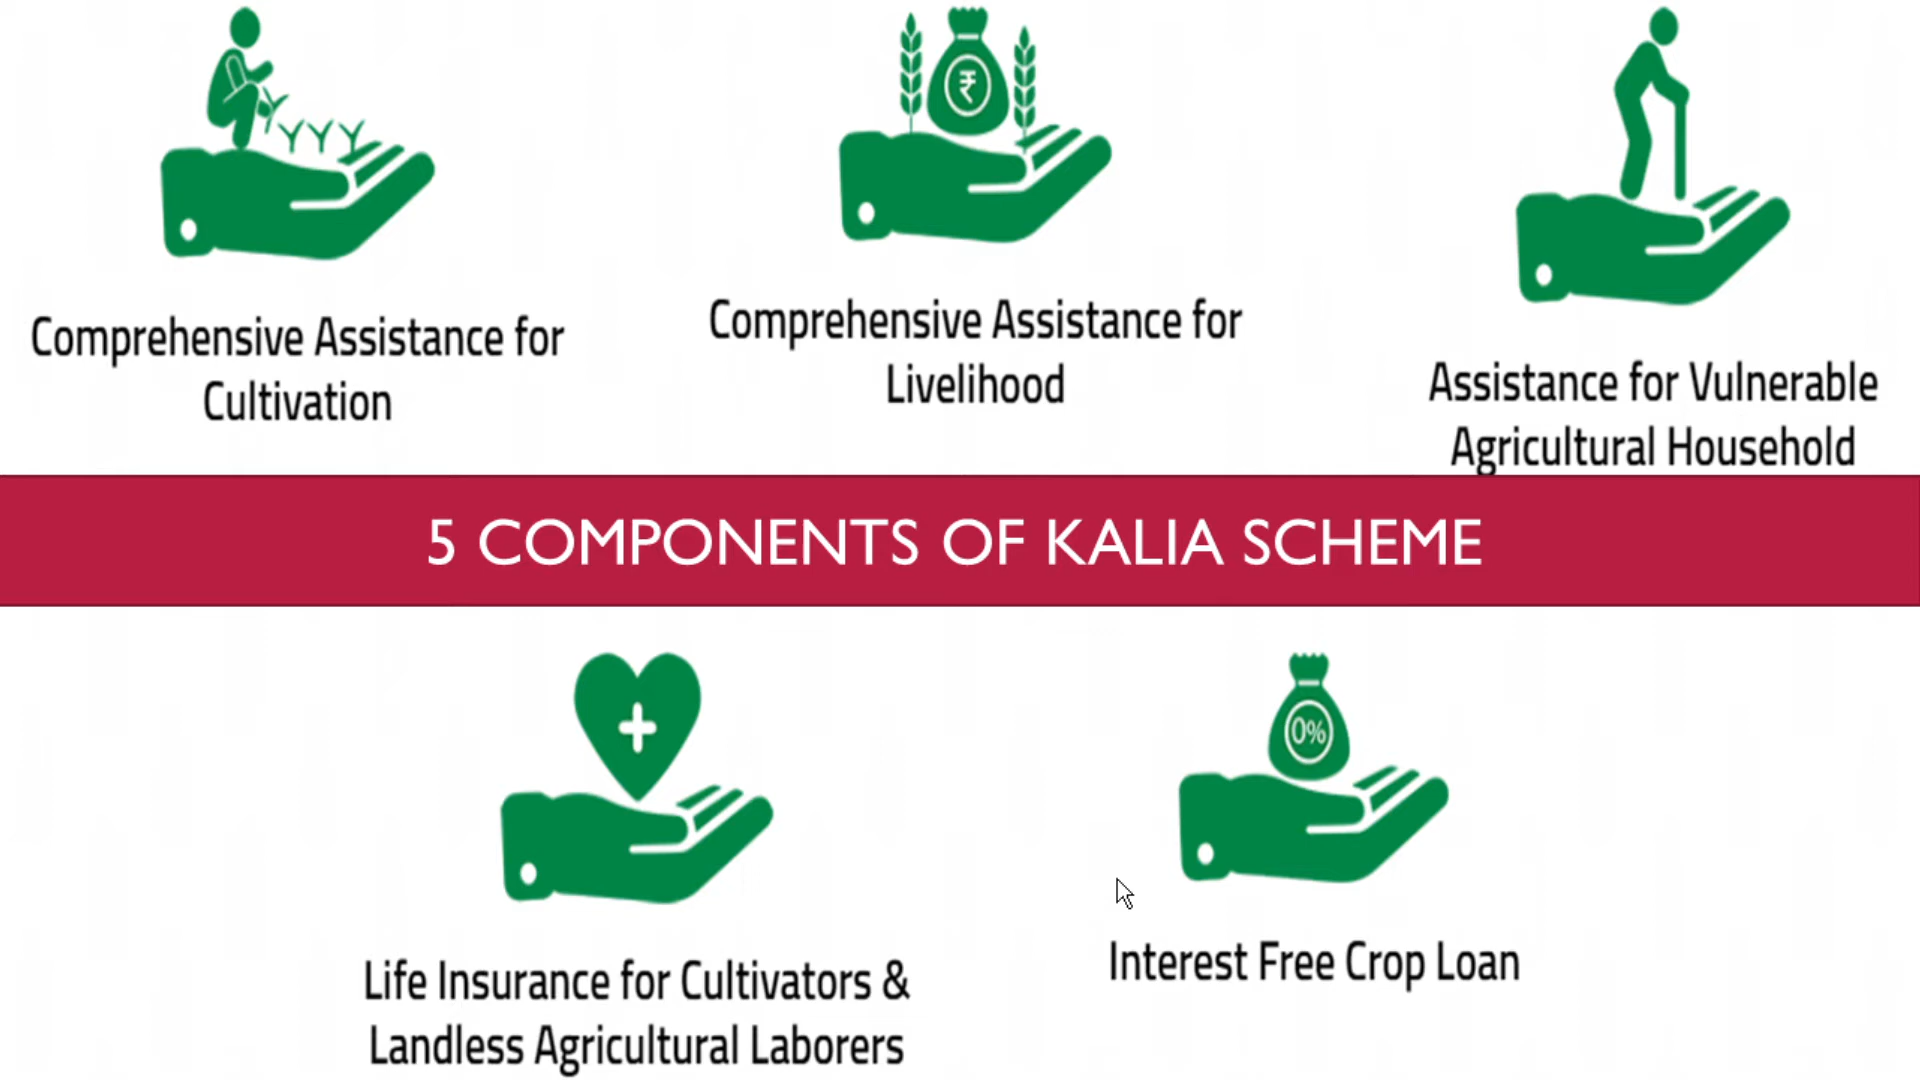 ₹
Comprehensive Assistance for
Cultivation
Comprehensive Assistance for
Livelihood
Assistance for Vulnerable
Agricultural Household
5 COMPONENTS OF KALIA SCHEME
0%
Life Insurance for Cultivators &
Landless Agricultural Laborers
Interest Free Crop Loan